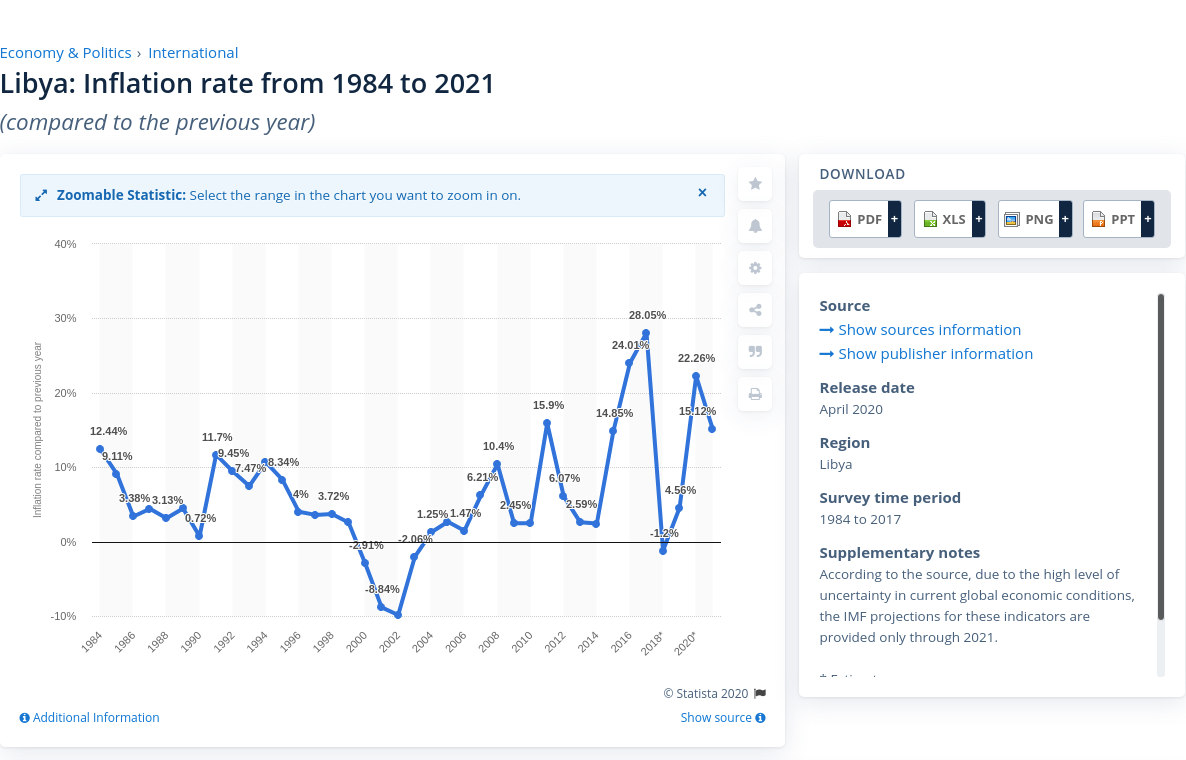 Economy & Politics › International
Libya: Inflation rate from 1984 to 2021
(compared to the previous year)
Zoomable Statistic: Select the range in the chart you want to zoom in on. ×
40%
30%
20%
10%
0%
-10%
Inflation rate compared to previous year
12.44%
9.11%
3.38%
3.13%
0.72%
11.7%
9.45%
7.47%
8.34%
4%
3.72%
-2.91%
-8.84%
-2.06%
1.25%
1.47%
6.21%
10.4%
2.45%
15.9%
6.07%
2.59%
14.85%
24.01%
28.05%
-1.2%
4.56%
22.26%
15.12%
1984
1986
1988
1990
1992
1994
1996
1998
2000
2002
2004
2006
2008
2010
2012
2014
2016
2018*
2020*
© Statista 2020
Additional Information
Show source
DOWNLOAD
PDF + XLS + PNG + PPT +
Source
Show sources information
Show publisher information
Release date
April 2020
Region
Libya
Survey time period
1984 to 2017
Supplementary notes
According to the source, due to the high level of
uncertainty in current global economic conditions,
the IMF projections for these indicators are
provided only through 2021.